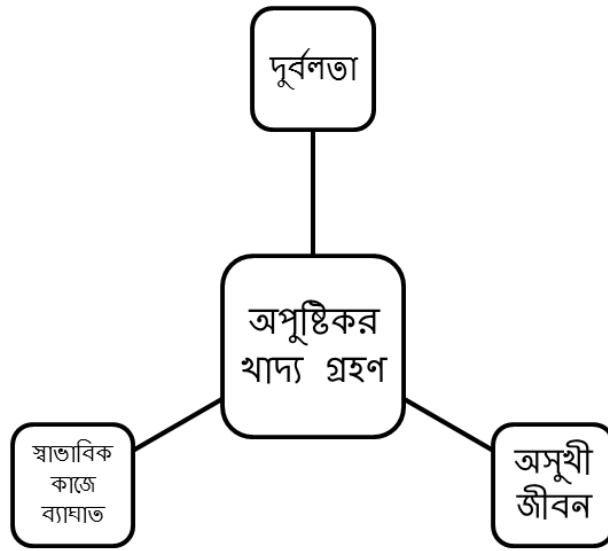 দুর্বলতা
অপুষ্টিকর
খাদ্য গ্রহণ
স্বাভাবিক
কাজে
ব্যাঘাত
অসুখী
জীবন